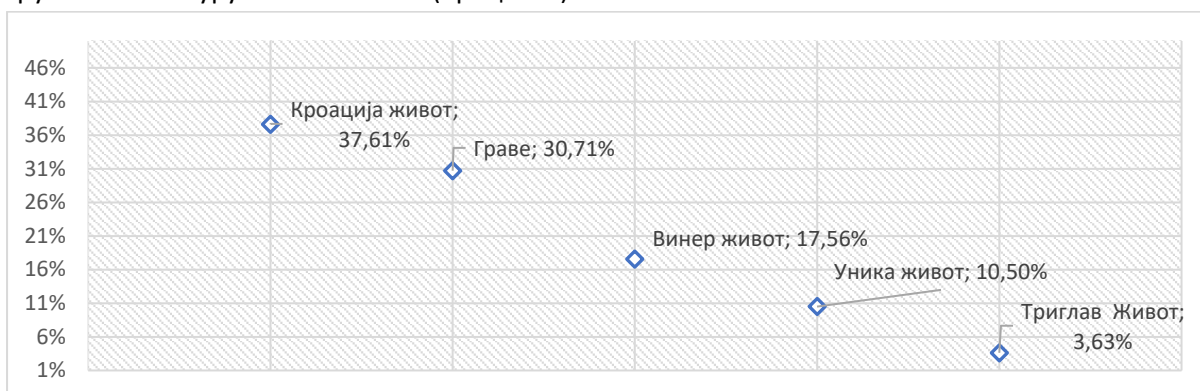 46%
41%
36%
31%
26%
21%
16%
11%
6%
1%
Кроација живот;
37,61%
Граве; 30,71%
Винер живот; 17,56%
Уника живот; 10,50%
Триглав Живот;
3,63%